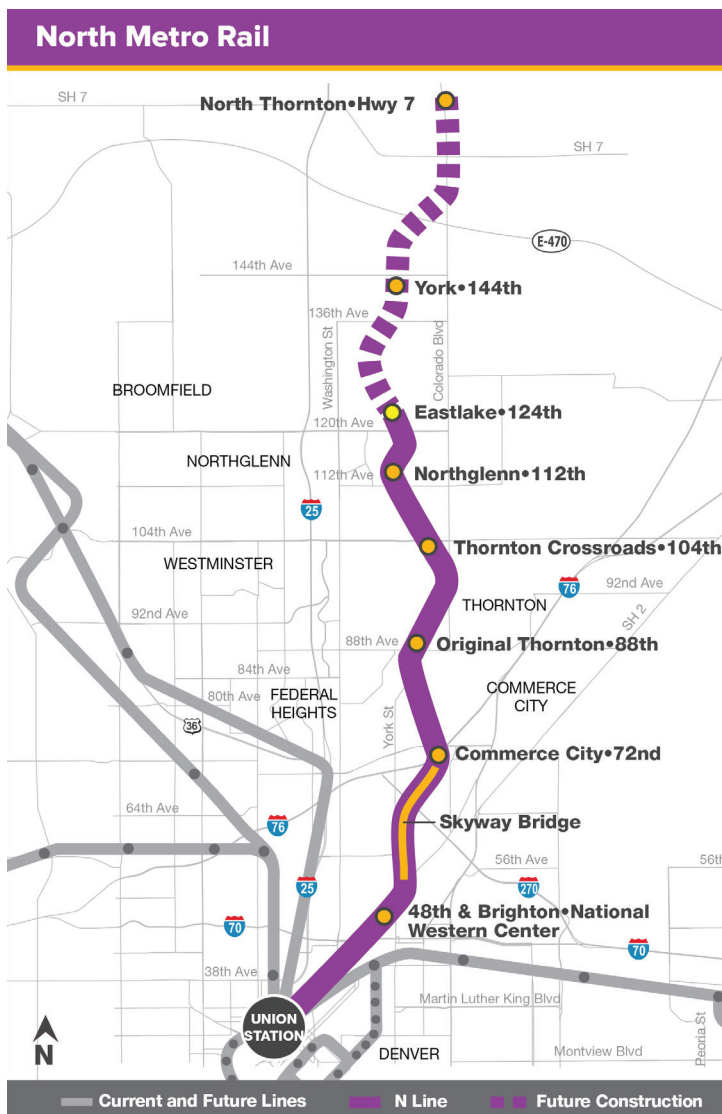 North Metro Rail
SH 7
North Thornton•Hwy 7
SH 7
E-470
144th Ave
York•144th
136th Ave
Washington St
Colorado Blvd
BROOMFIELD
Eastlake•124th
120th Ave
NORTHGLENN
112th Ave
Northglenn•112th
25
104th Ave
Thornton Crossroads•104th
WESTMINSTER
76
92nd Ave
THORNTON
SH 2
92nd Ave
88th Ave
Original Thornton•88th
84th Ave
80th Ave
FEDERAL
HEIGHTS
COMMERCE
CITY
York St
36
Commerce City•72nd
64th Ave
76
Skyway Bridge
56th Ave
56th
25
270
48th & Brighton•National
Western Center
70
70
38th Ave
Martin Luther King Blvd
UNION
STATION
Peoria St
N
DENVER
Montview Blvd
Current and Future Lines
N Line
Future Construction